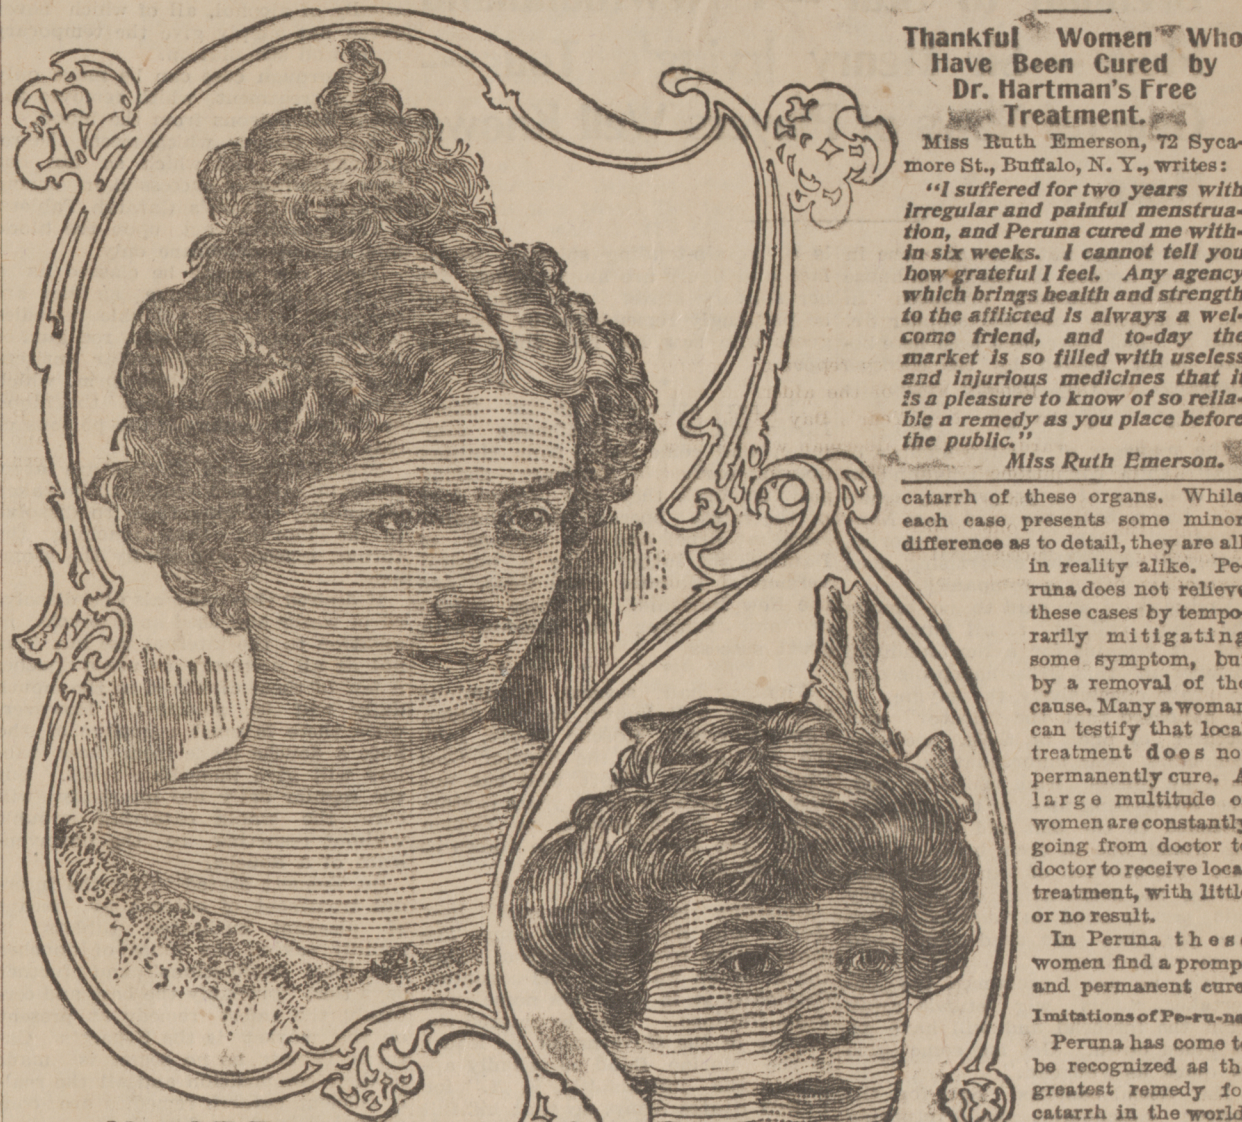 Thankful Women Who
Have Been Cured by
Dr. Hartman's Free
Treatment.
Miss Ruth Emerson, 72 Syca-
more St., Buffalo, N. Y., writes:
"I suffered for two years with
irregular and painful menstrua-
tion, and Peruna cured me with-
in six weeks. I cannot tell you
how grateful I feel. Any agency
which brings health and strength
to the afflicted is always a wel-
come friend, and to-day the
market is so filled with useless
and injurious medicines that it
is a pleasure to know of so relia-
ble a remedy as you place before
the public."
Miss Ruth Emerson.
catarrh of these organs. While
each case presents some minor
difference as to detail, they are all
in reality alike. Pe-
runa does not relieve
these cases by tempo-
rarily mitigating
some symptom, but
by a removal of the
cause. Many a woman
can testify that local
treatment does no
permanently cure. A
large multitude o
women are constantly
going from doctor to
doctor to receive loca
treatment, with little
or no result.
In Peruna these
women find a promp
and permanent cure
Imitations of Pe-ru-na
Peruna has come to
be recognized as th
greatest remedy fo
catarrh in the world